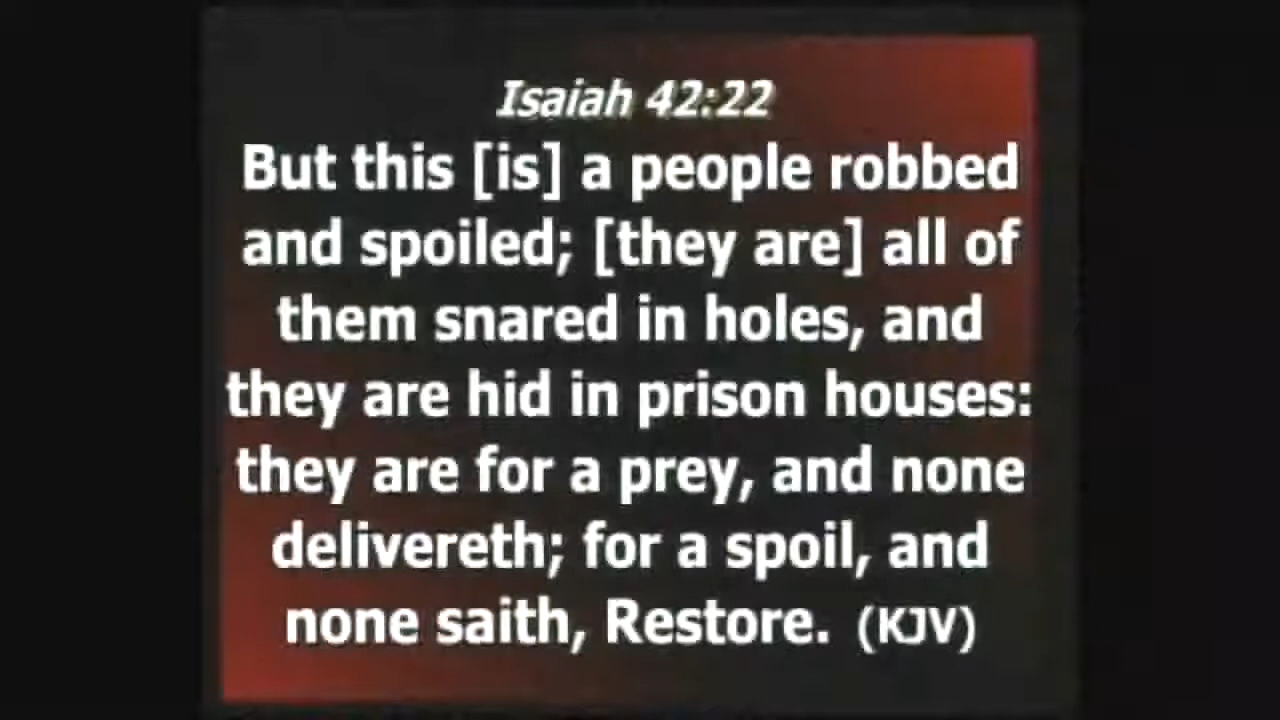 Isaiah 42:22
But this [is] a people robbed
and spoiled; [they are] all of
them snared in holes, and
they are hid in prison houses:
they are for a prey, and none
delivereth; for a spoil, and
none saith, Restore. (KJV)